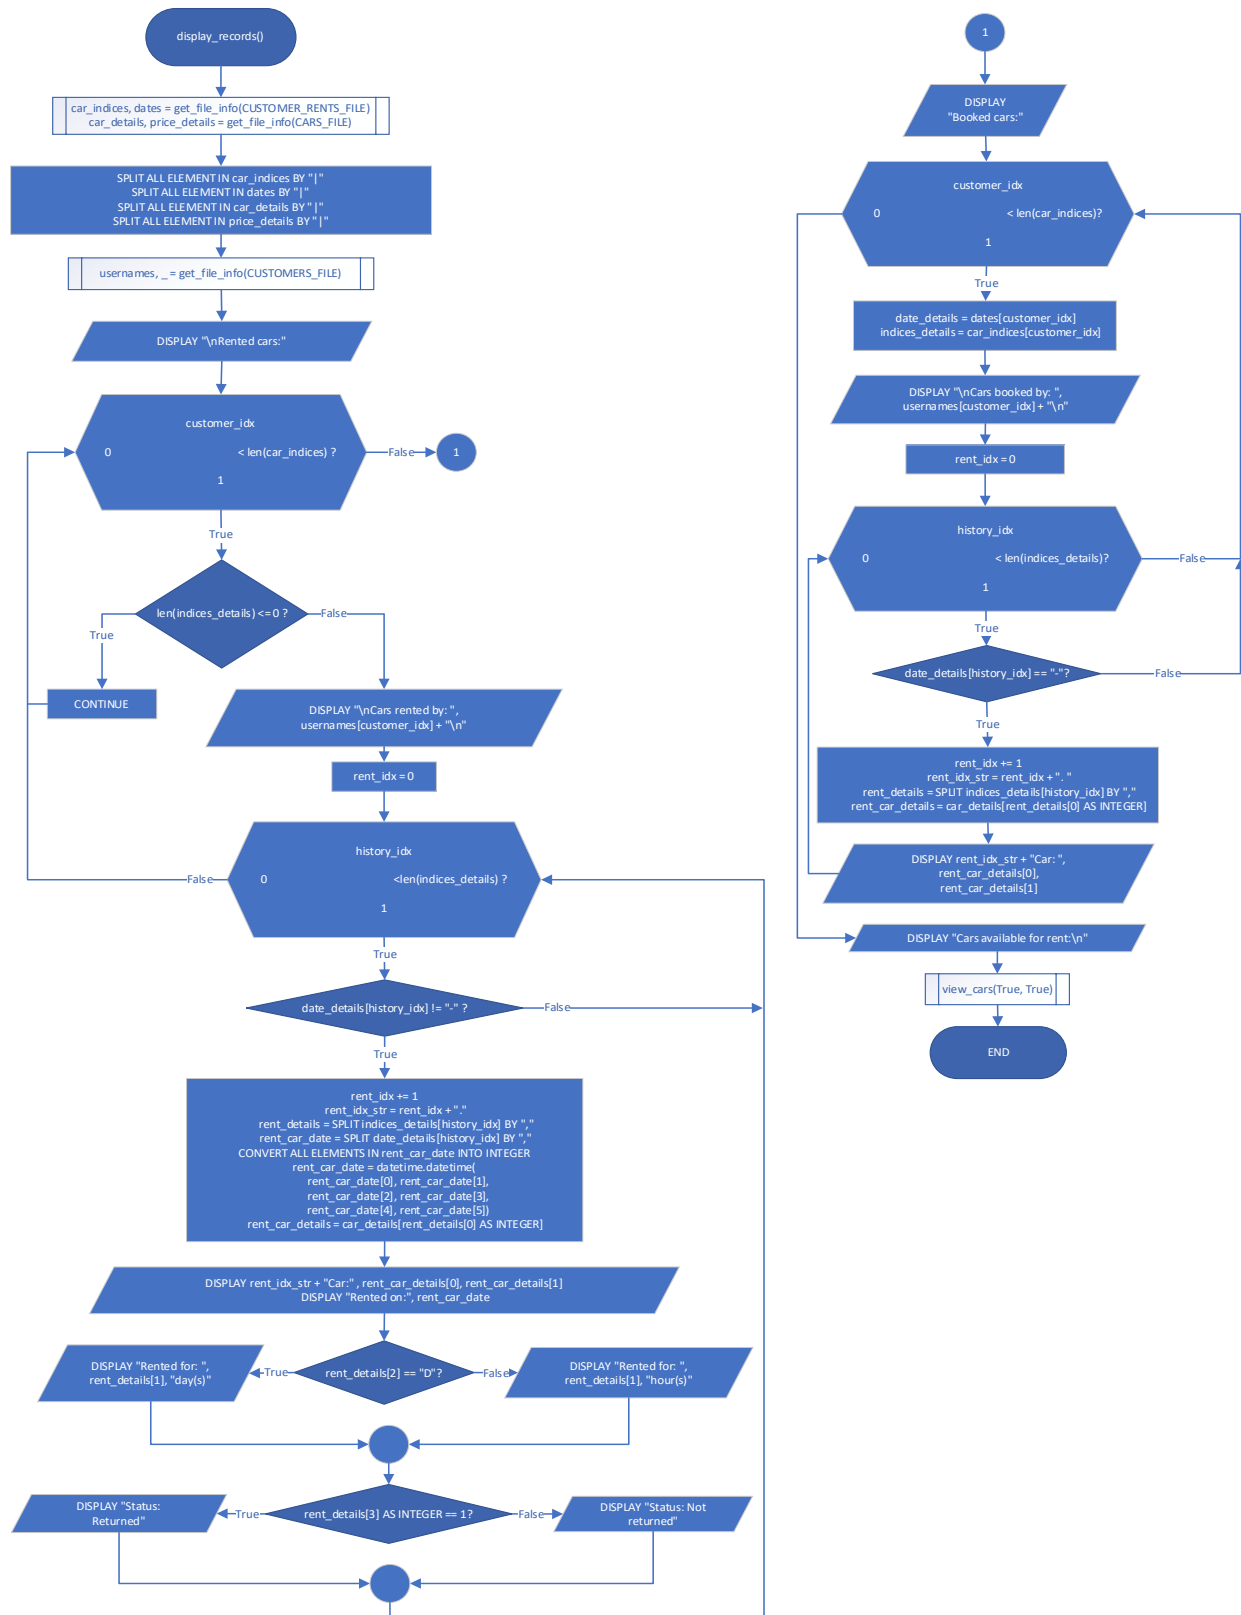 display_records()
car_indices, dates = get_file_info(CUSTOMER_RENTS_FILE)
car_details, price_details = get_file_info(CARS_FILE)
SPLIT ALL ELEMENT IN car_indices BY "|"
SPLIT ALL ELEMENT IN dates BY "|"
SPLIT ALL ELEMENT IN car_details BY "|"
SPLIT ALL ELEMENT IN price_details BY "|"
usernames, _ = get_file_info(CUSTOMERS_FILE)
DISPLAY "\nRented cars:"
customer_idx
0
< len(car_indices) ?
1
False
1
True
len(indices_details) <=0 ?
True
False
CONTINUE
DISPLAY "\nCars rented by: ",
usernames[customer_idx] + "\n"
rent_idx = 0
history_idx
0
<len(indices_details) ?
1
False
True
date_details[history_idx] != "-" ?
False
True
rent_idx += 1
rent_idx_str = rent_idx + "."
rent_details = SPLIT indices_details[history_idx] BY ","
rent_car_date = SPLIT date_details[history_idx] BY ","
CONVERT ALL ELEMENTS IN rent_car_date INTO INTEGER
rent_car_date = datetime.datetime(
rent_car_date[0], rent_car_date[1],
rent_car_date[2], rent_car_date[3],
rent_car_date[4], rent_car_date[5])
rent_car_details = car_details[rent_details[0] AS INTEGER]
DISPLAY rent_idx_str + "Car:" , rent_car_details[0], rent_car_details[1]
DISPLAY "Rented on:", rent_car_date
rent_details[2] == "D"?
True
False
DISPLAY "Rented for: ",
rent_details[1], "day(s)"
DISPLAY "Rented for: ",
rent_details[1], "hour(s)"
rent_details[3] AS INTEGER == 1?
True
False
DISPLAY "Status:
Returned"
DISPLAY "Status: Not
returned"
1
DISPLAY
"Booked cars:"
customer_idx
0
< len(car_indices)?
1
True
date_details = dates[customer_idx]
indices_details = car_indices[customer_idx]
DISPLAY "\nCars booked by: ",
usernames[customer_idx] + "\n"
rent_idx = 0
history_idx
0
< len(indices_details)?
1
False
True
date_details[history_idx] == "-"?
False
True
rent_idx += 1
rent_idx_str = rent_idx + ". "
rent_details = SPLIT indices_details[history_idx] BY ","
rent_car_details = car_details[rent_details[0] AS INTEGER]
DISPLAY rent_idx_str + "Car: ",
rent_car_details[0],
rent_car_details[1]
DISPLAY "Cars available for rent:\n"
view_cars(True, True)
END